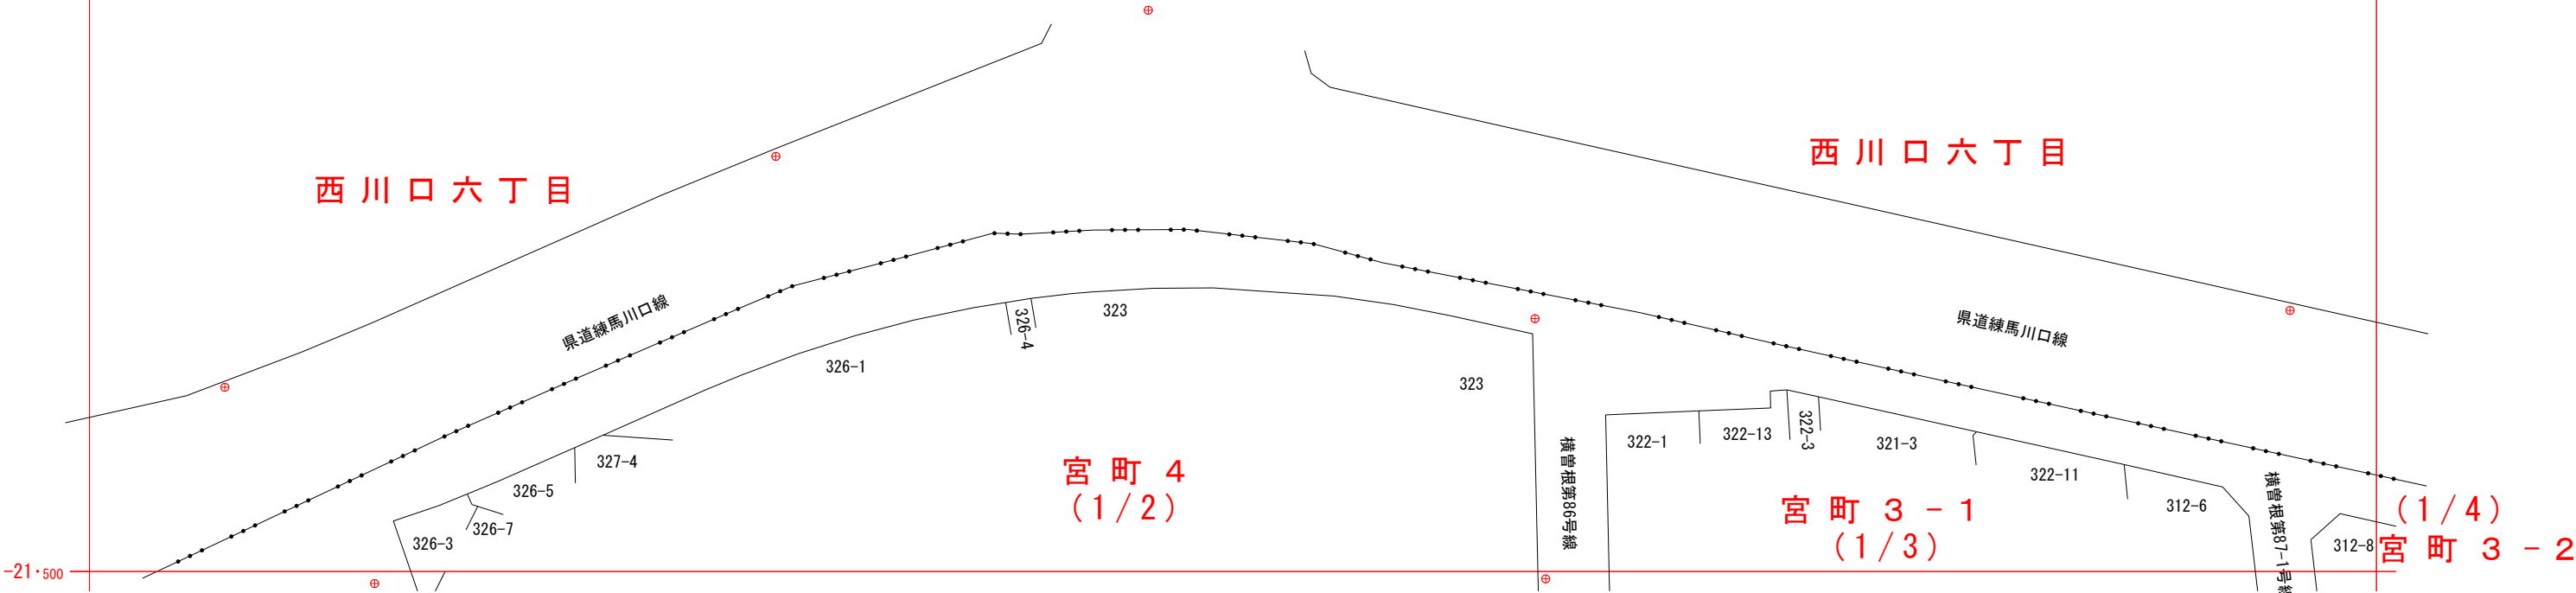 西川口六丁目
西川口六丁目
県道練馬川口線
県道練馬川口線
326-4
323
326-1
323
322-1
322-13
322-3
321-3
322-11
312-6
327-4
326-5
326-7
326-3
宮町4
(1/2)
横曽根第86号線
宮町3-1
(1/3)
横曽根第87-1号線
312-8
(1/4)
宮町3-2
-21.500